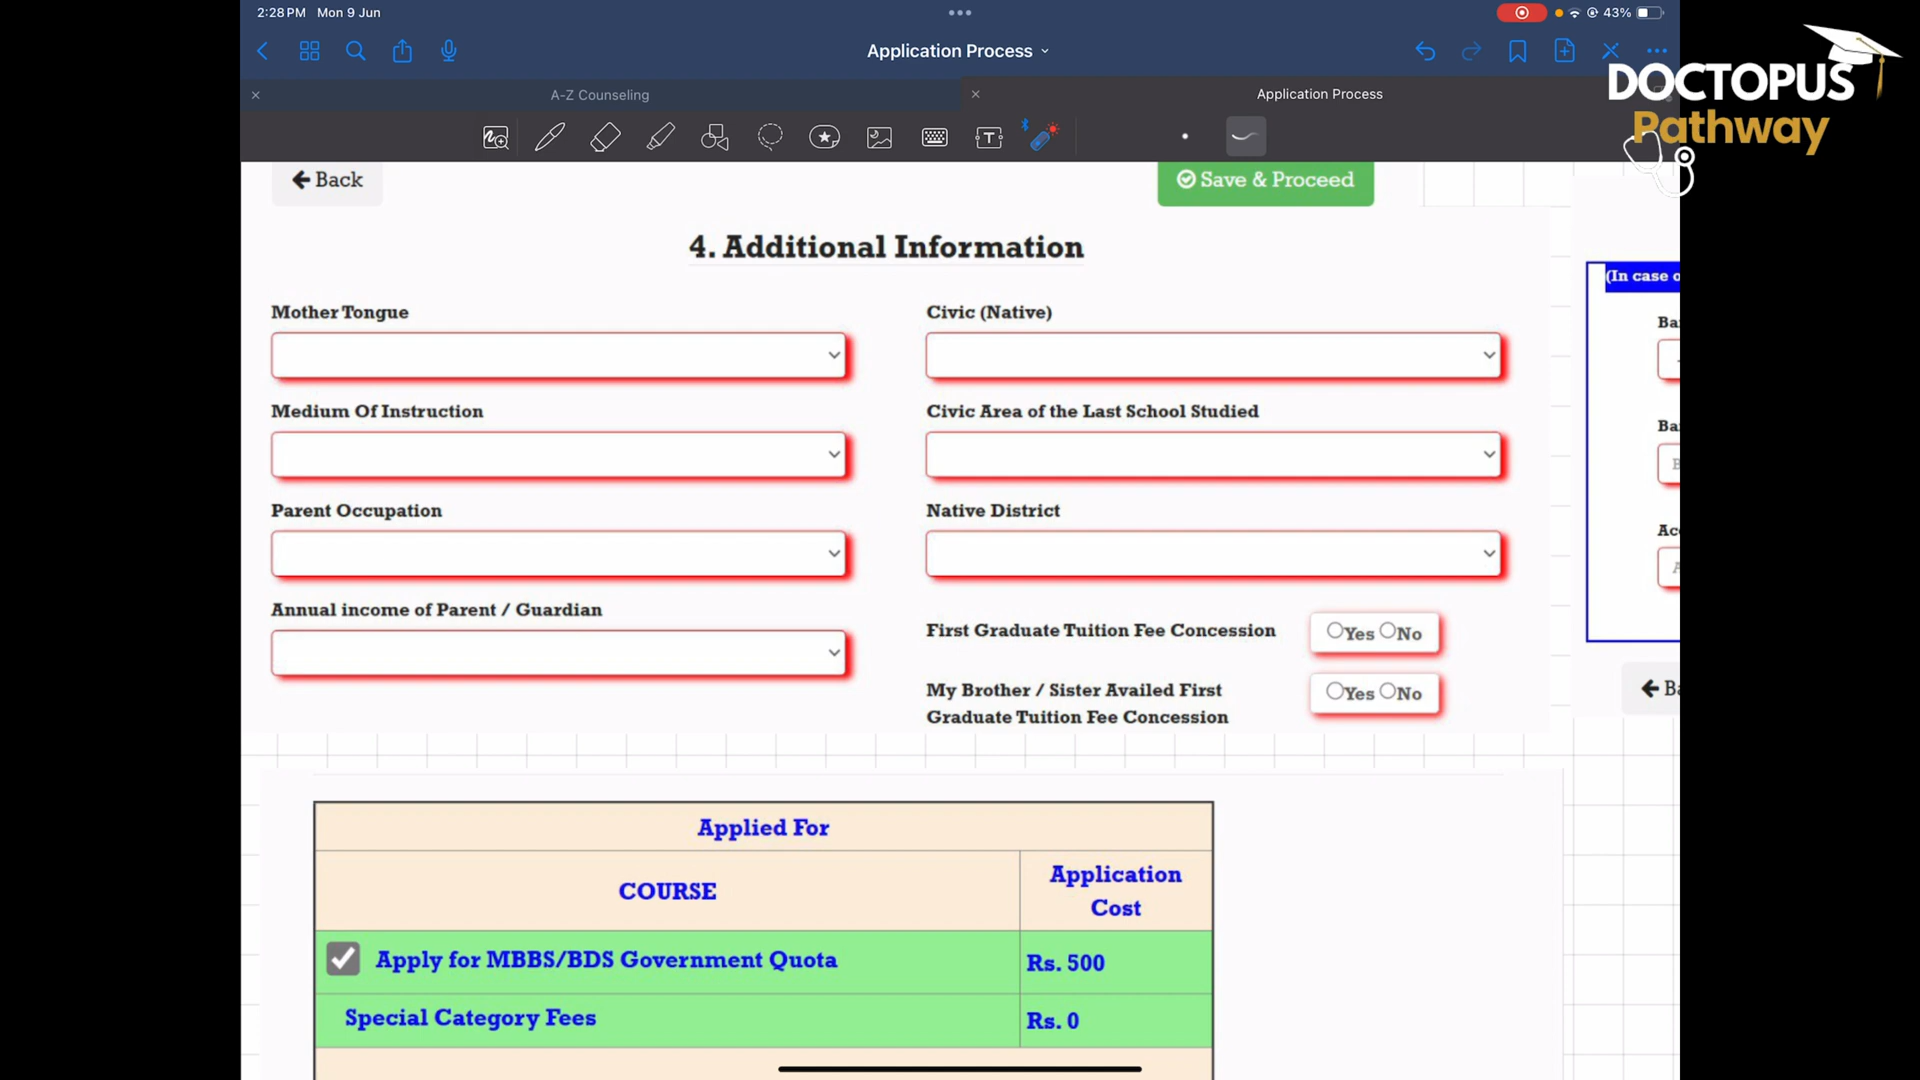 2:28 PM Mon 9 Jun
43%
Application Process
A-Z Counseling
Application Process
DOCTOPUS
Pathway
Back
Save & Proceed
4. Additional Information
Mother Tongue
Civic (Native)
Medium Of Instruction
Civic Area of the Last School Studied
Parent Occupation
Native District
Annual income of Parent / Guardian
First Graduate Tuition Fee Concession
Yes No
My Brother / Sister Availed First
Graduate Tuition Fee Concession
Yes No
(In case
Applied For
COURSE
Application
Cost
Apply for MBBS/BDS Government Quota
Rs. 500
Special Category Fees
Rs. 0